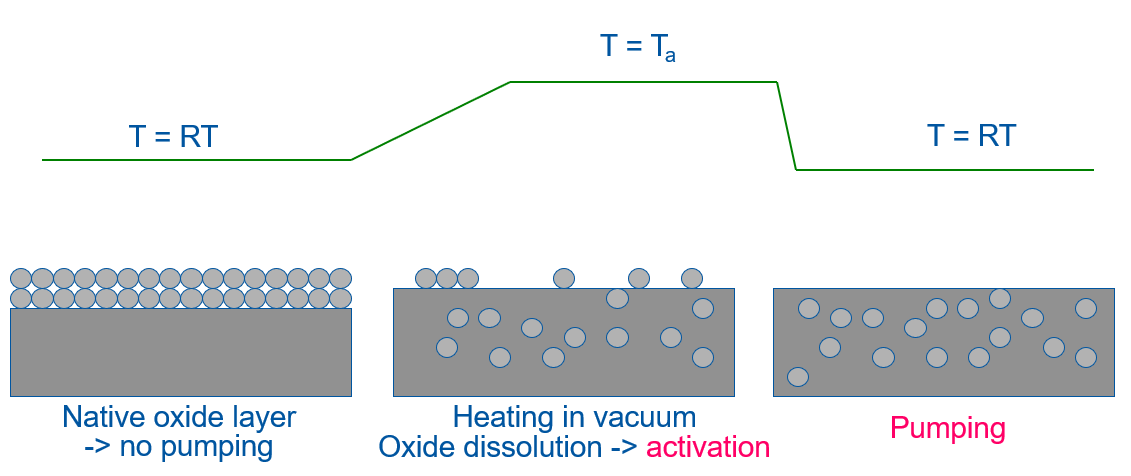 T = Tₐ
T = RT
T = RT
Native oxide layer
-> no pumping
Heating in vacuum
Oxide dissolution -> activation
Pumping